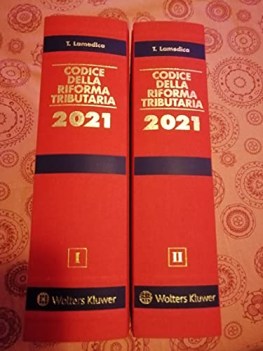 T. Lamedica
CODICE
DELLA
RIFORMA
TRIBUTARIA
2021
I
Wolters Kluwer
T. Lamedica
CODICE
DELLA
RIFORMA
TRIBUTARIA
2021
II
Wolters Kluwer